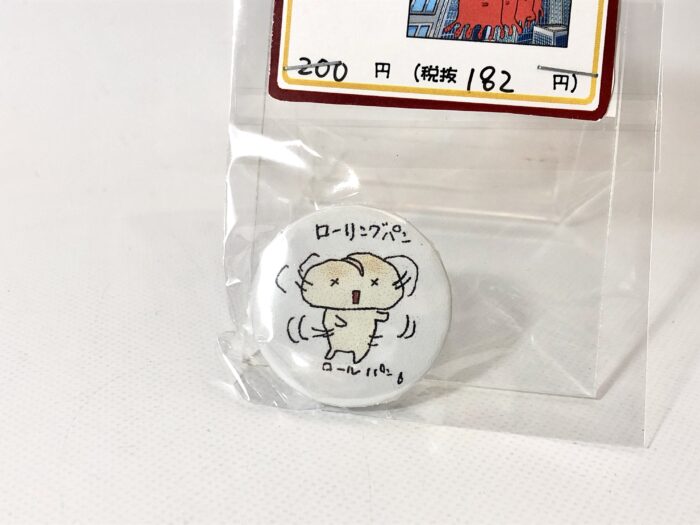 200 円 (税抜 182 円)
ローリングパン
ロールパン。